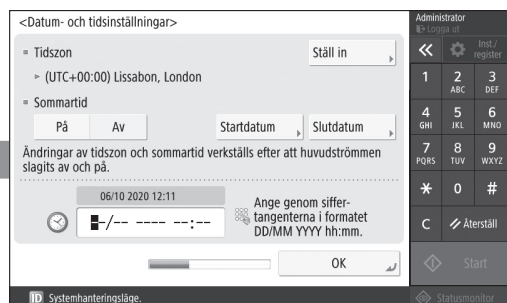 <Datum- och tidsinställningar>
Tidszon
Ställ in
(UTC+00:00) Lissabon, London
Sommartid
På Av Startdatum Slutdatum
Ändringar av tidszon och sommartid verkställs efter att huvudströmmen
slagits av och på.
06/10 2020 12:11
-/-- ---- --:--
Ange genom siffer-
tangenterna i formatet
DD/MM YYYY hh:mm.
OK
ID Systemhanteringsläge.
Administrator
Logga ut
Inst./
register
1 2 3
ABC DEF
4 5 6
GHI JKL MNO
7 8 9
PQRS TUV WXYZ
* 0 #
C Återställ
Start
Statusmonitor